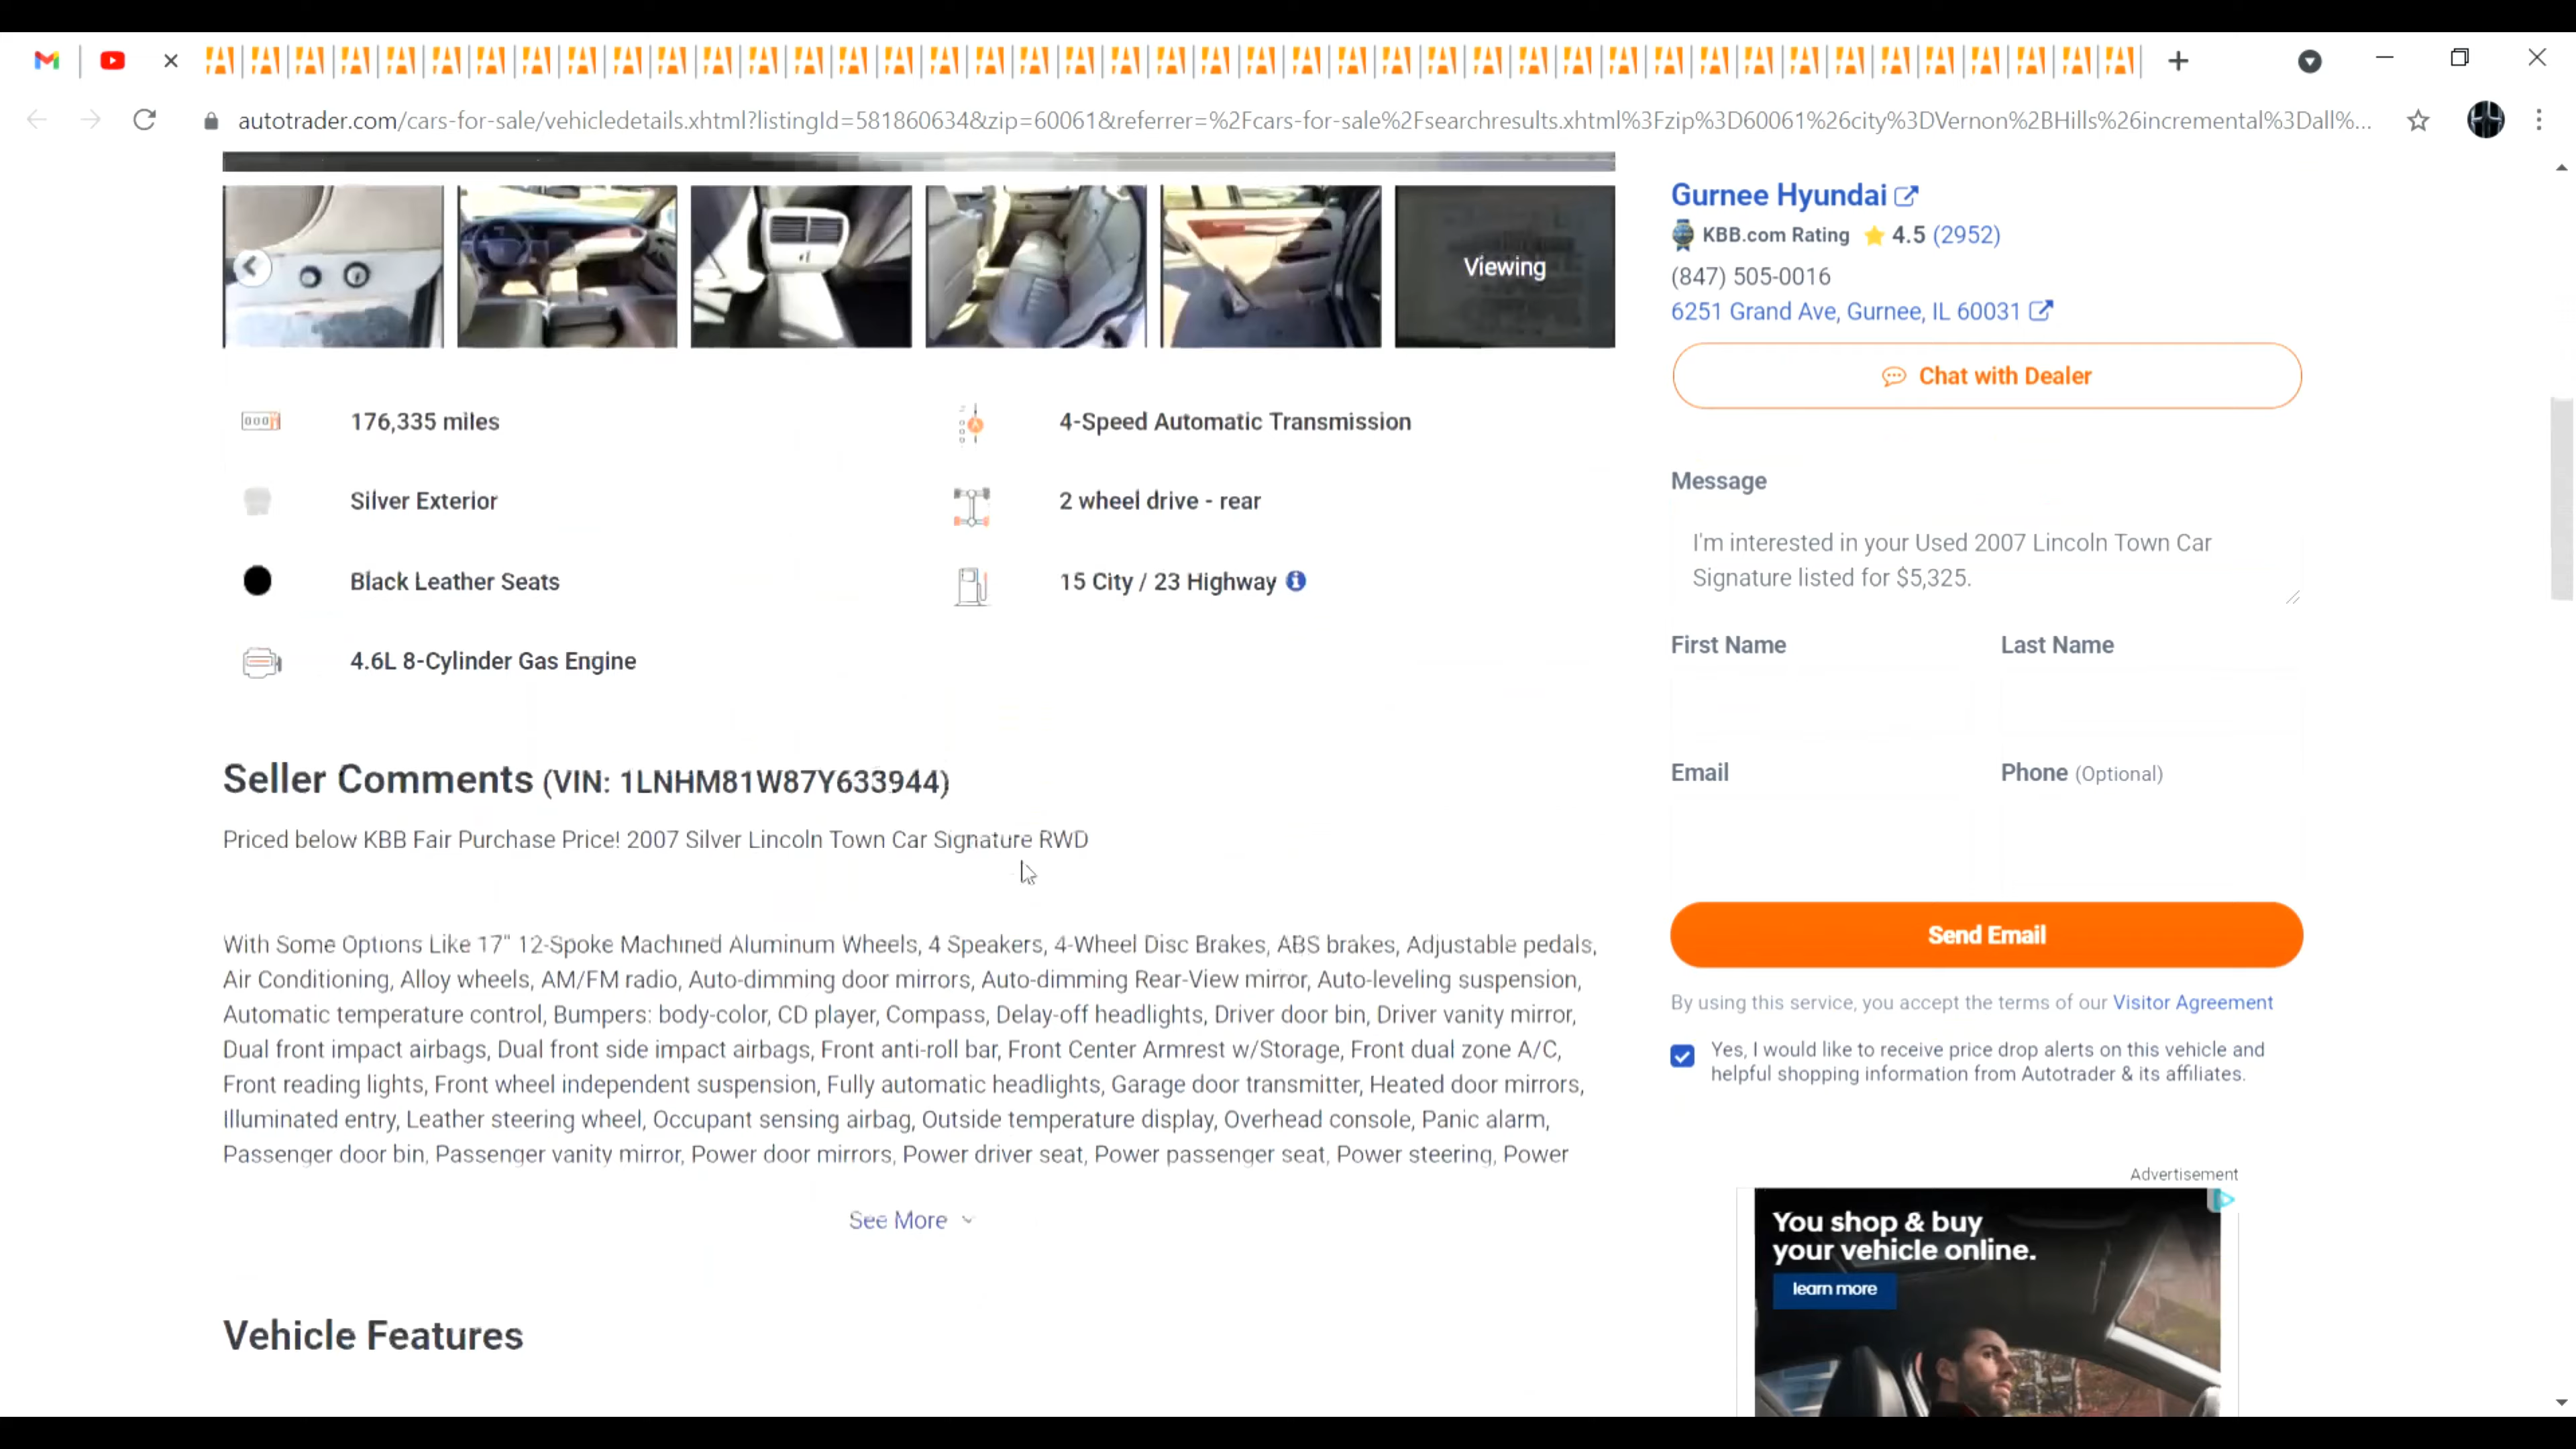 autotrader.com/cars-for-sale/vehicledetails.xhtml?listingId=581860634&zip=60061&referrer=%2Fcars-for-sale%2Fsearchresults.xhtml%3Fzip%3D60061%26city%3DVernon%2BHills%26incremental%3Dall%...
Viewing
Gurnee Hyundai
KBB.com Rating 4.5 (2952)
(847) 505-0016
6251 Grand Ave, Gurnee, IL 60031
Chat with Dealer
176,335 miles
4-Speed Automatic Transmission
Silver Exterior
2 wheel drive - rear
Black Leather Seats
15 City / 23 Highway
4.6L 8-Cylinder Gas Engine
Message
I'm interested in your Used 2007 Lincoln Town Car
Signature listed for $5,325.
First Name
Last Name
Email
Phone (Optional)
Send Email
By using this service, you accept the terms of our Visitor Agreement
Yes, I would like to receive price drop alerts on this vehicle and
helpful shopping information from Autotrader & its affiliates.
Seller Comments (VIN: 1LNHM81W87Y633944)
Priced below KBB Fair Purchase Price! 2007 Silver Lincoln Town Car Signature RWD
With Some Options Like 17" 12-Spoke Machined Aluminum Wheels, 4 Speakers, 4-Wheel Disc Brakes, ABS brakes, Adjustable pedals,
Air Conditioning, Alloy wheels, AM/FM radio, Auto-dimming door mirrors, Auto-dimming Rear-View mirror, Auto-leveling suspension,
Automatic temperature control, Bumpers: body-color, CD player, Compass, Delay-off headlights, Driver door bin, Driver vanity mirror,
Dual front impact airbags, Dual front side impact airbags, Front anti-roll bar, Front Center Armrest w/Storage, Front dual zone A/C,
Front reading lights, Front wheel independent suspension, Fully automatic headlights, Garage door transmitter, Heated door mirrors,
Illuminated entry, Leather steering wheel, Occupant sensing airbag, Outside temperature display, Overhead console, Panic alarm,
Passenger door bin, Passenger vanity mirror, Power door mirrors, Power driver seat, Power passenger seat, Power steering, Power
See More
Vehicle Features
Advertisement
You shop & buy
your vehicle online.
learn more